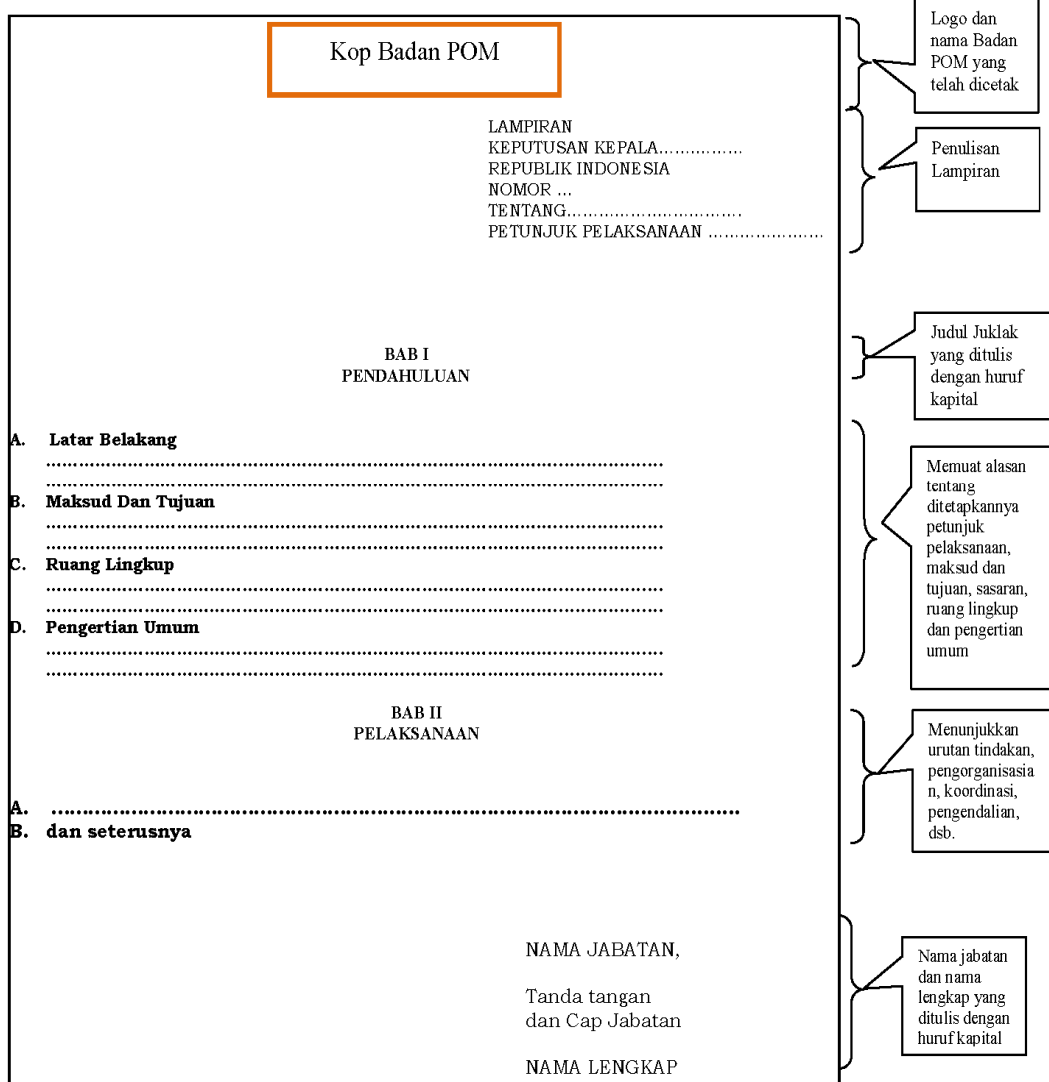 Kop Badan POM
Logo dan
nama Badan
POM yang
telah dicetak
LAMPIRAN
KEPUTUSAN KEPALA................
REPUBLIK INDONESIA
NOMOR ...
TENTANG.................................
PETUNJUK PELAKSANAAN ......................
Penulisan
Lampiran
BAB I
PENDAHULUAN
Judul Juklak
yang ditulis
dengan huruf
kapital
A. Latar Belakang
...............................................................................................
...............................................................................................
B. Maksud Dan Tujuan
...............................................................................................
...............................................................................................
C. Ruang Lingkup
...............................................................................................
...............................................................................................
D. Pengertian Umum
...............................................................................................
...............................................................................................
Memuat alasan
tentang
ditetapkannya
petunjuk
pelaksanaan,
maksud dan
tujuan, sasaran,
ruang lingkup
dan pengertian
umum
BAB II
PELAKSANAAN
A. ...............................................................................................
B. dan seterusnya
Menunjukkan
urutan tindakan,
pengorganisasia
n, koordinasi,
pengendalian,
dsb.
NAMA JABATAN,
Tanda tangan
dan Cap Jabatan
NAMA LENGKAP
Nama jabatan
dan nama
lengkap yang
ditulis dengan
huruf kapital